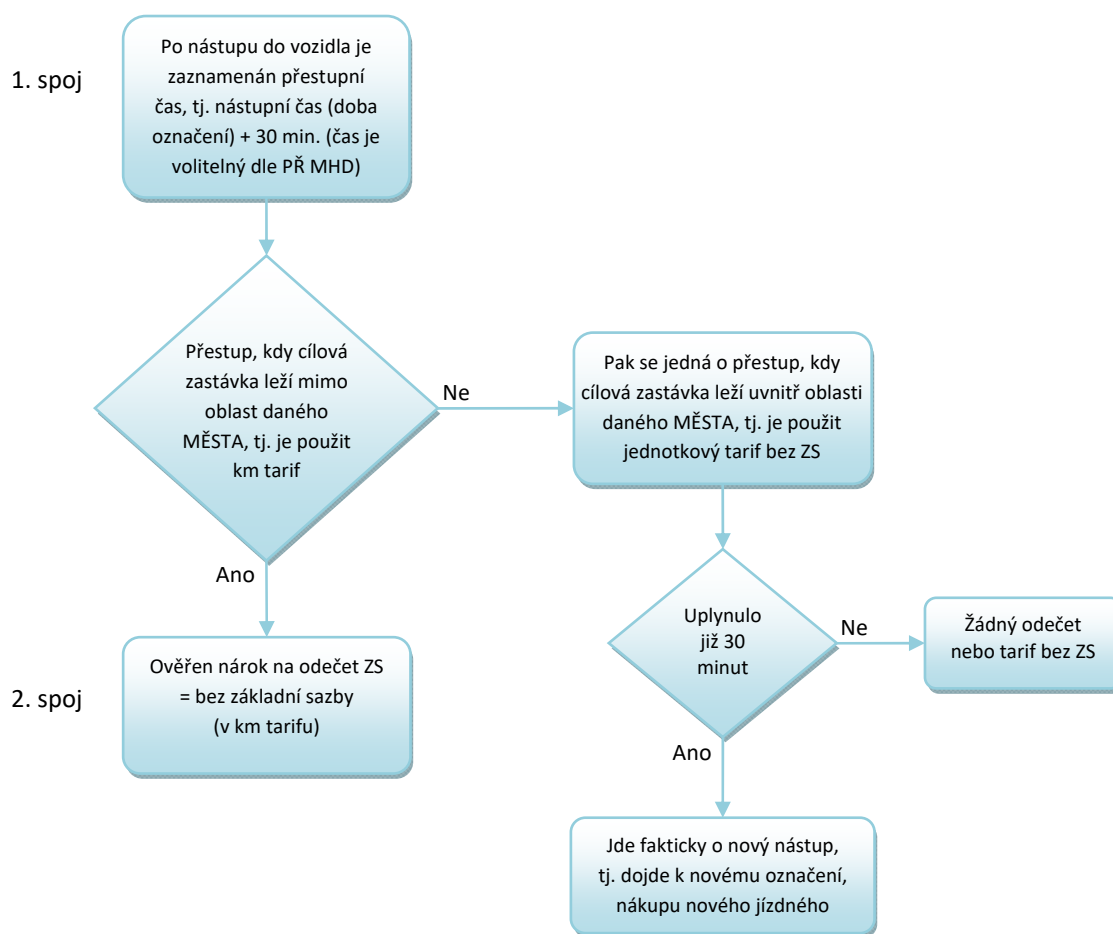 1. spoj
Po nástupu do vozidla je
zaznamenán přestupní
čas, tj. nástupní čas (doba
označení) + 30 min. (čas je
volitelný dle PŘ MHD)
Přestup, kdy cílová
zastávka leží mimo
oblast daného
MĚSTA, tj. je použit
km tarif
Ne
Pak se jedná o přestup, kdy
cílová zastávka leží uvnitř oblasti
daného MĚSTA, tj. je použit
jednotkový tarif bez ZS
Ano
Uplynulo
již 30
minut
Ne
Žádný odečet
nebo tarif bez ZS
2. spoj
Ověřen nárok na odečet ZS
= bez základní sazby
(v km tarifu)
Ano
Jde fakticky o nový nástup,
tj. dojde k novému označení,
nákupu nového jízdného